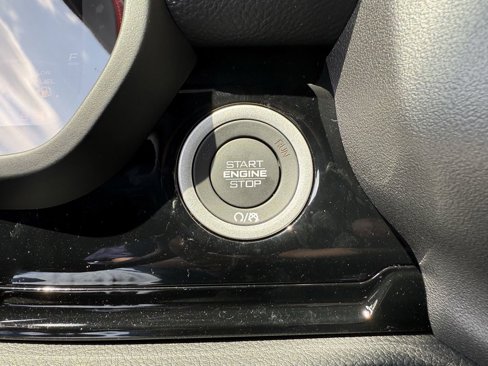 START
ENGINE
STOP
RUN
F